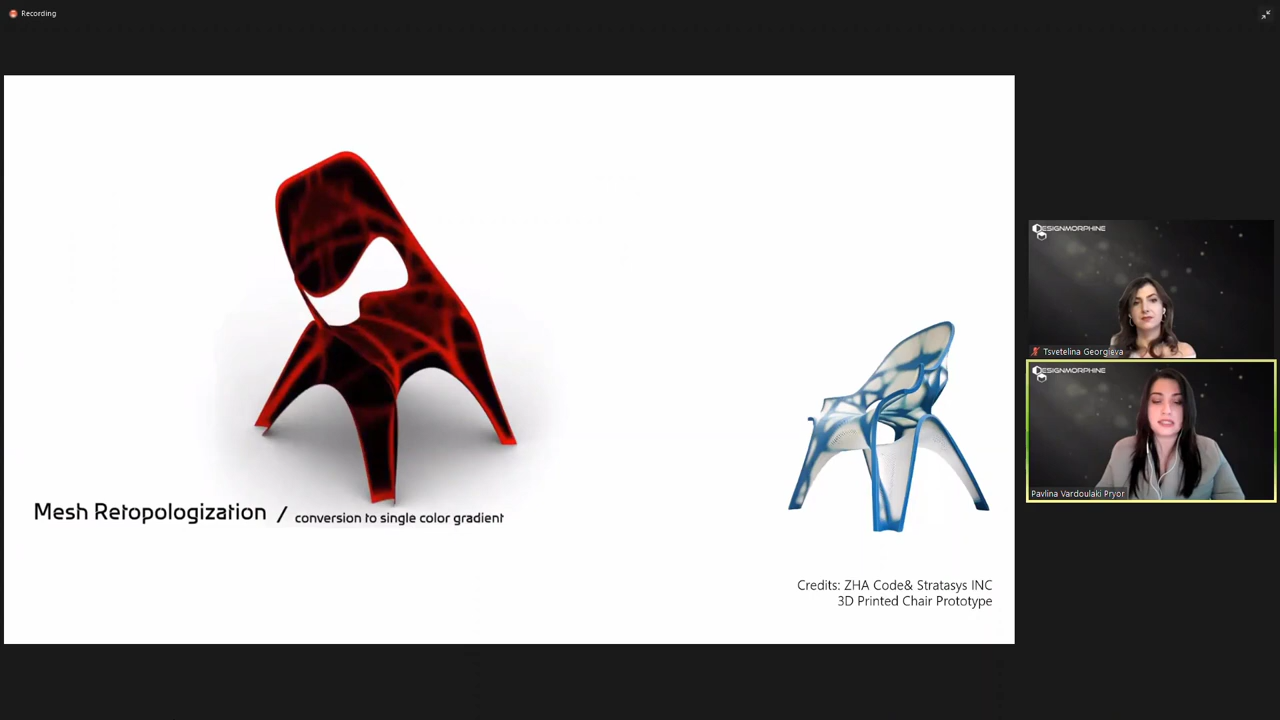 Recording
Mesh Retopologization / conversion to single color gradient
Credits: ZHA Code& Stratasys INC
3D Printed Chair Prototype
DESIGNMORPHINE
Tsvetelina Georgieva
DESIGNMORPHINE
Pavlina Vardoulaki Pryor